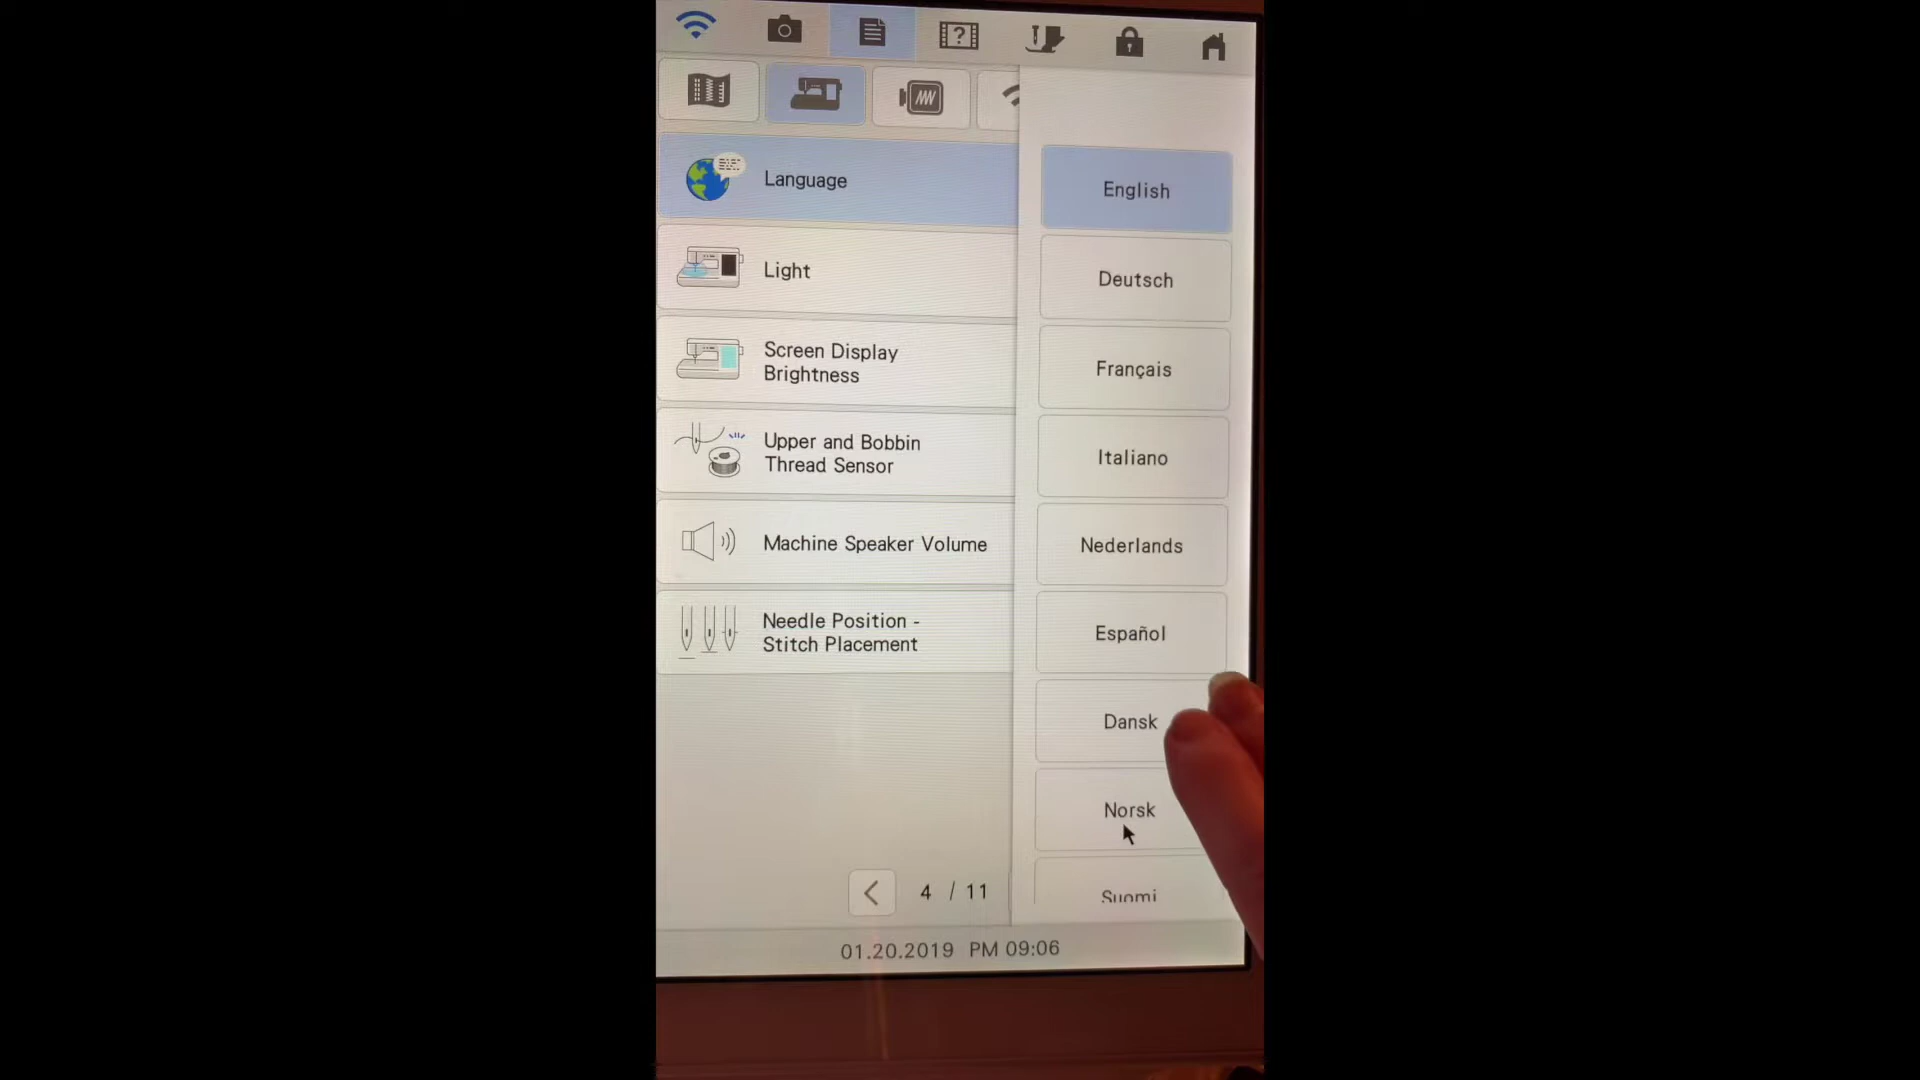 Language
Light
Screen Display
Brightness
Upper and Bobbin
Thread Sensor
Machine Speaker Volume
Needle Position -
Stitch Placement
4 / 11
English
Deutsch
Français
Italiano
Nederlands
Español
Dansk
Norsk
Suomi
01.20.2019 PM 09:06